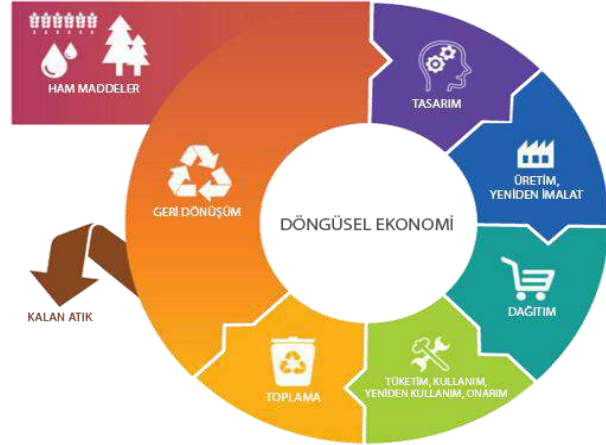 HAM MADDELER
TASARIM
ÜRETİM,
YENİDEN İMALAT
GERİ DÖNÜŞÜM
DÖNGÜSEL EKONOMİ
DAĞITIM
KALAN ATIK
TOPLAMA
TÜKETİM, KULLANIM,
YENİDEN KULLANIM, ONARIM